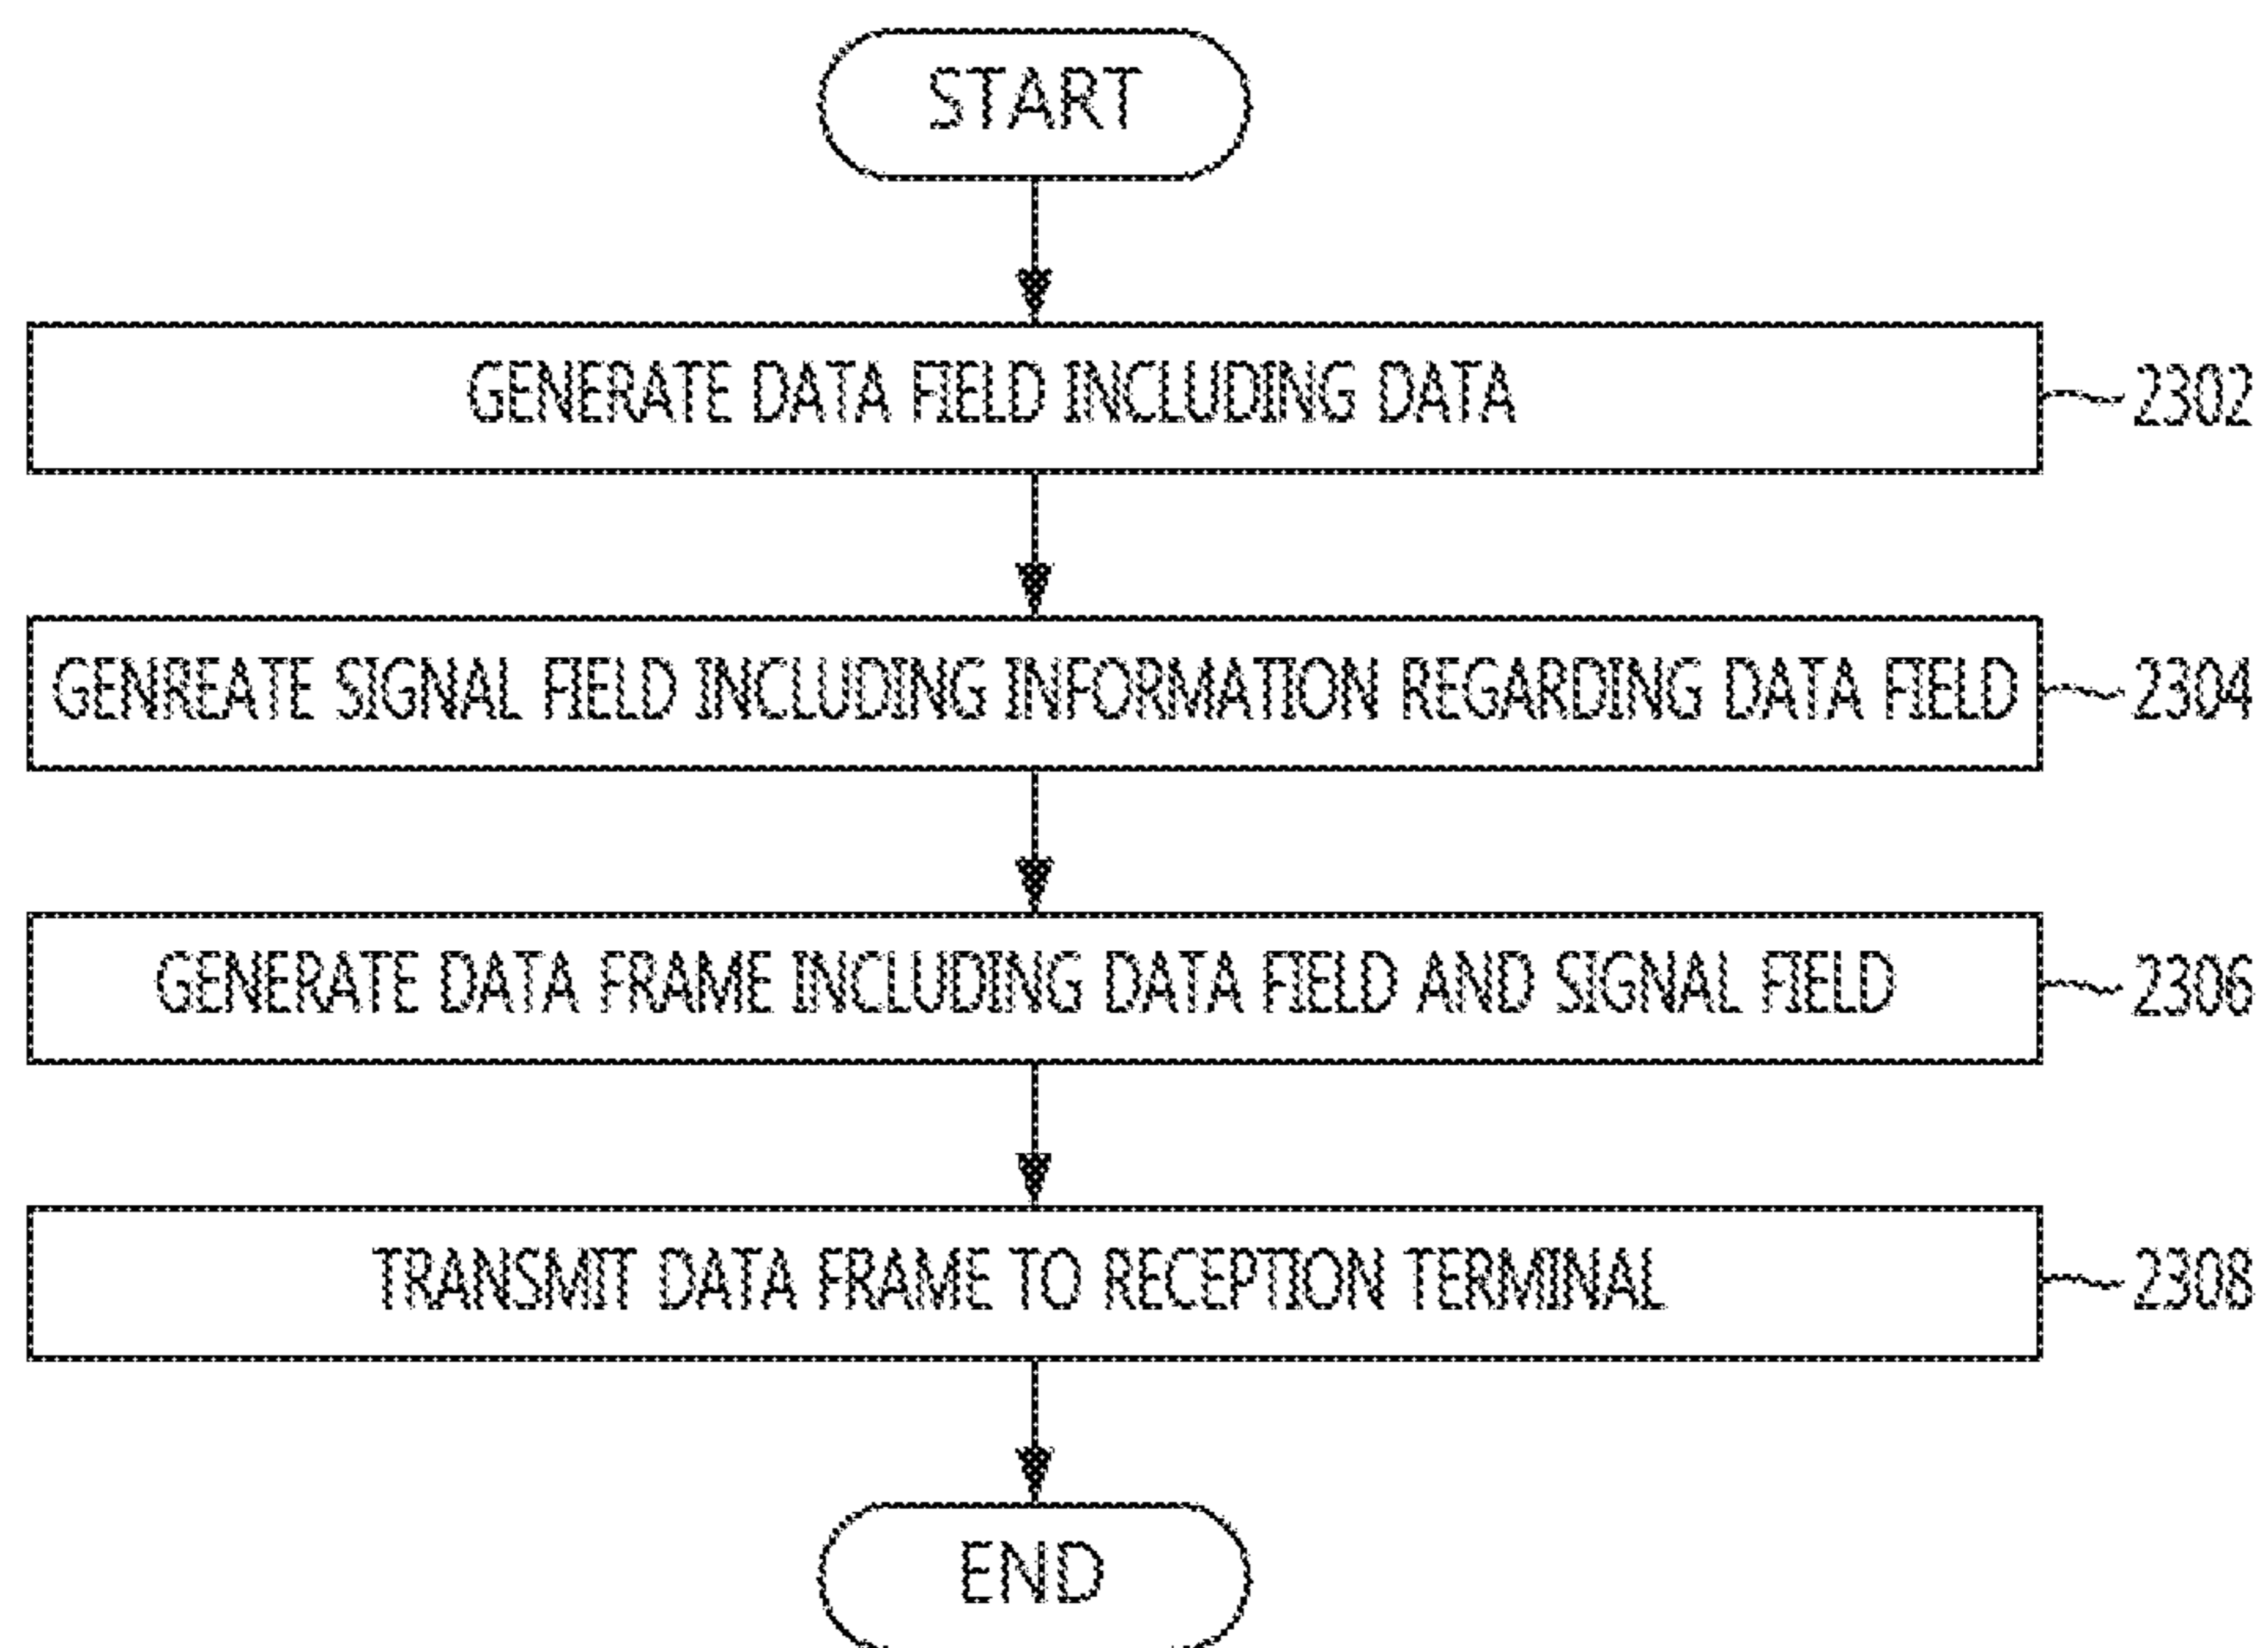 START
GENERATE DATA FIELD INCLUDING DATA
2302
GENREATE SIGNAL FIELD INCLUDING INFORMATION REGARDING DATA FIELD
2304
GENERATE DATA FRAME INCLUDING DATA FIELD AND SIGNAL FIELD
2306
TRANSMIT DATA FRAME TO RECEPTION TERMINAL
2308
END